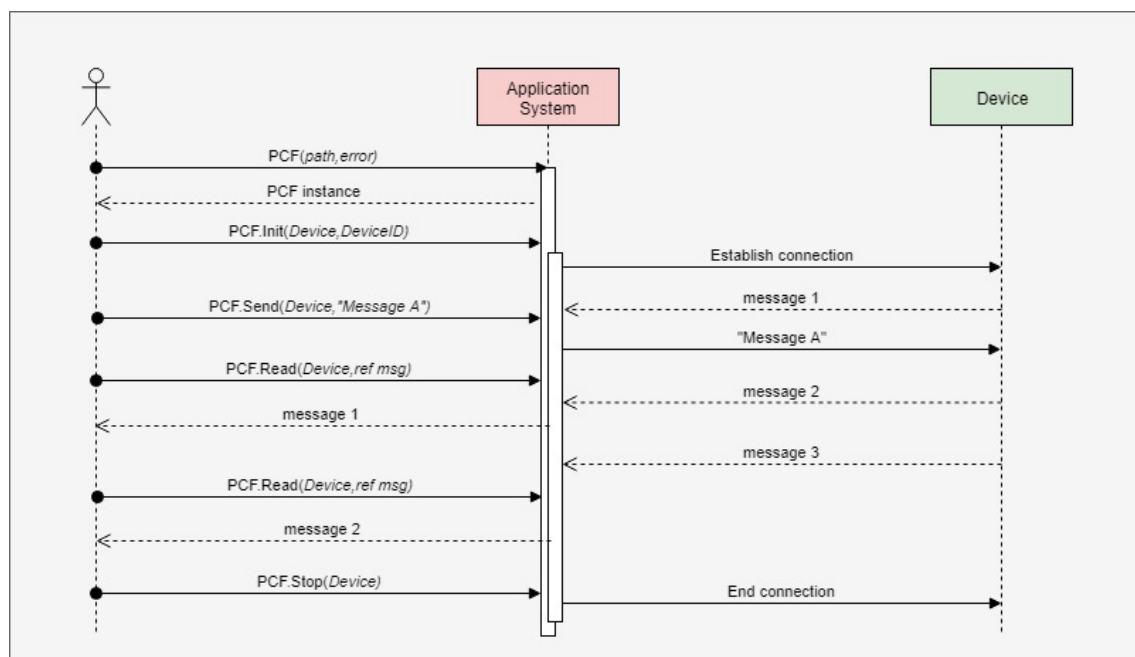 Application
System
Device
PCF(path,error)
PCF instance
PCF.Init(Device,DeviceID)
Establish connection
message 1
PCF.Send(Device,"Message A")
"Message A"
PCF.Read(Device,ref msg)
message 2
message 1
message 3
PCF.Read(Device,ref msg)
message 2
PCF.Stop(Device)
End connection